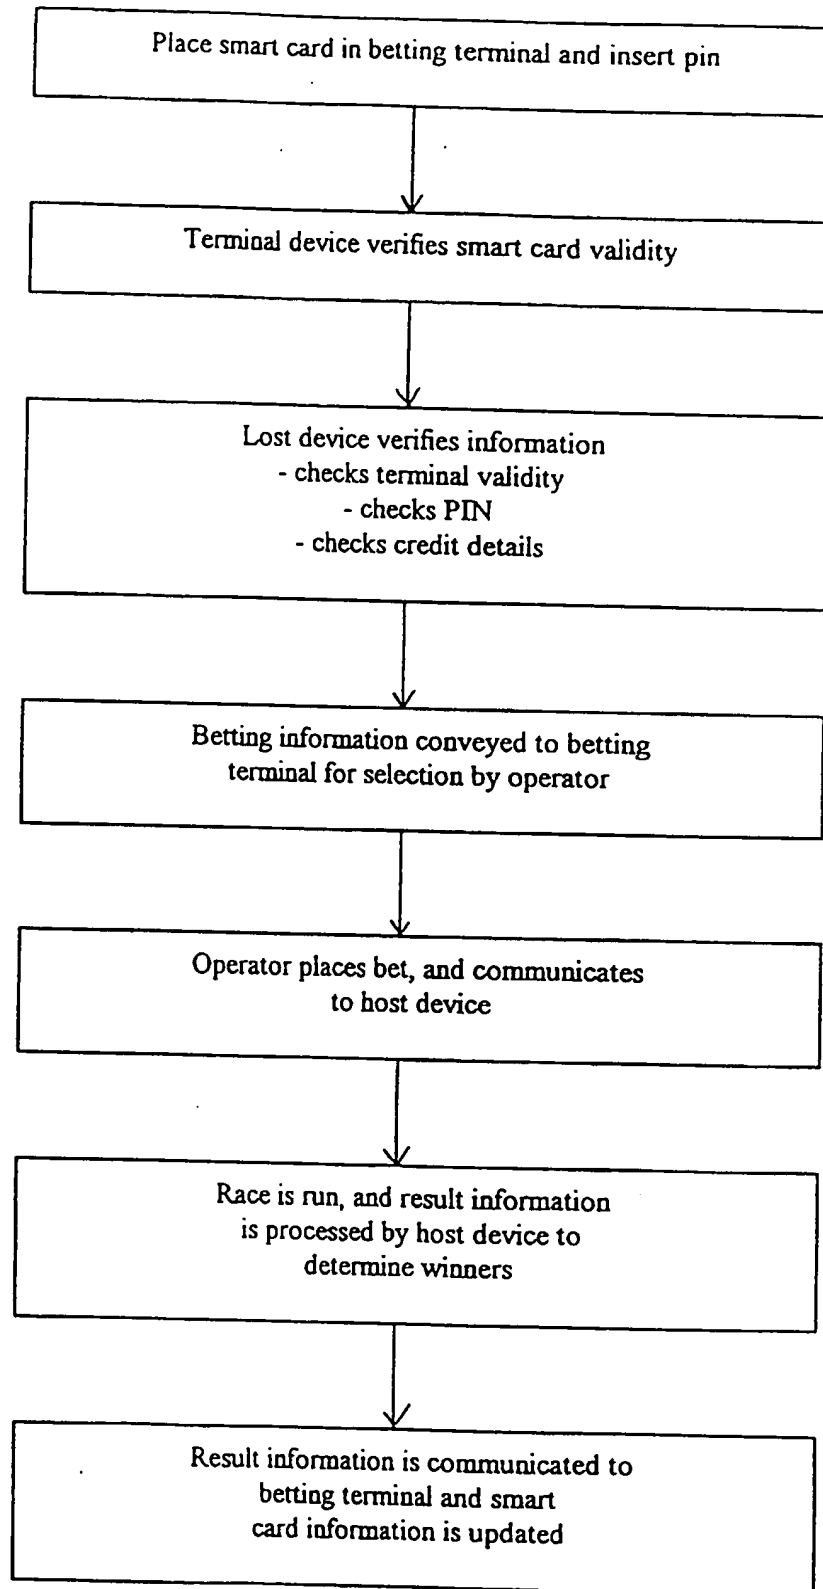 Place smart card in betting terminal and insert pin
Terminal device verifies smart card validity
Lost device verifies information
- checks terminal validity
- checks PIN
- checks credit details
Betting information conveyed to betting
terminal for selection by operator
Operator places bet, and communicates
to host device
Race is run, and result information
is processed by host device to
determine winners
Result information is communicated to
betting terminal and smart
card information is updated